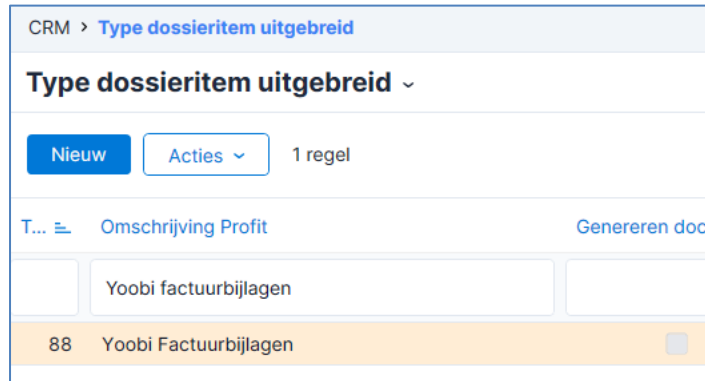 CRM > Type dossieritem uitgebreid
Type dossieritem uitgebreid
Nieuw Acties 1 regel
T... Omschrijving Profit Genereren doc
Yoobi factuurbijlagen
88 Yoobi Factuurbijlagen